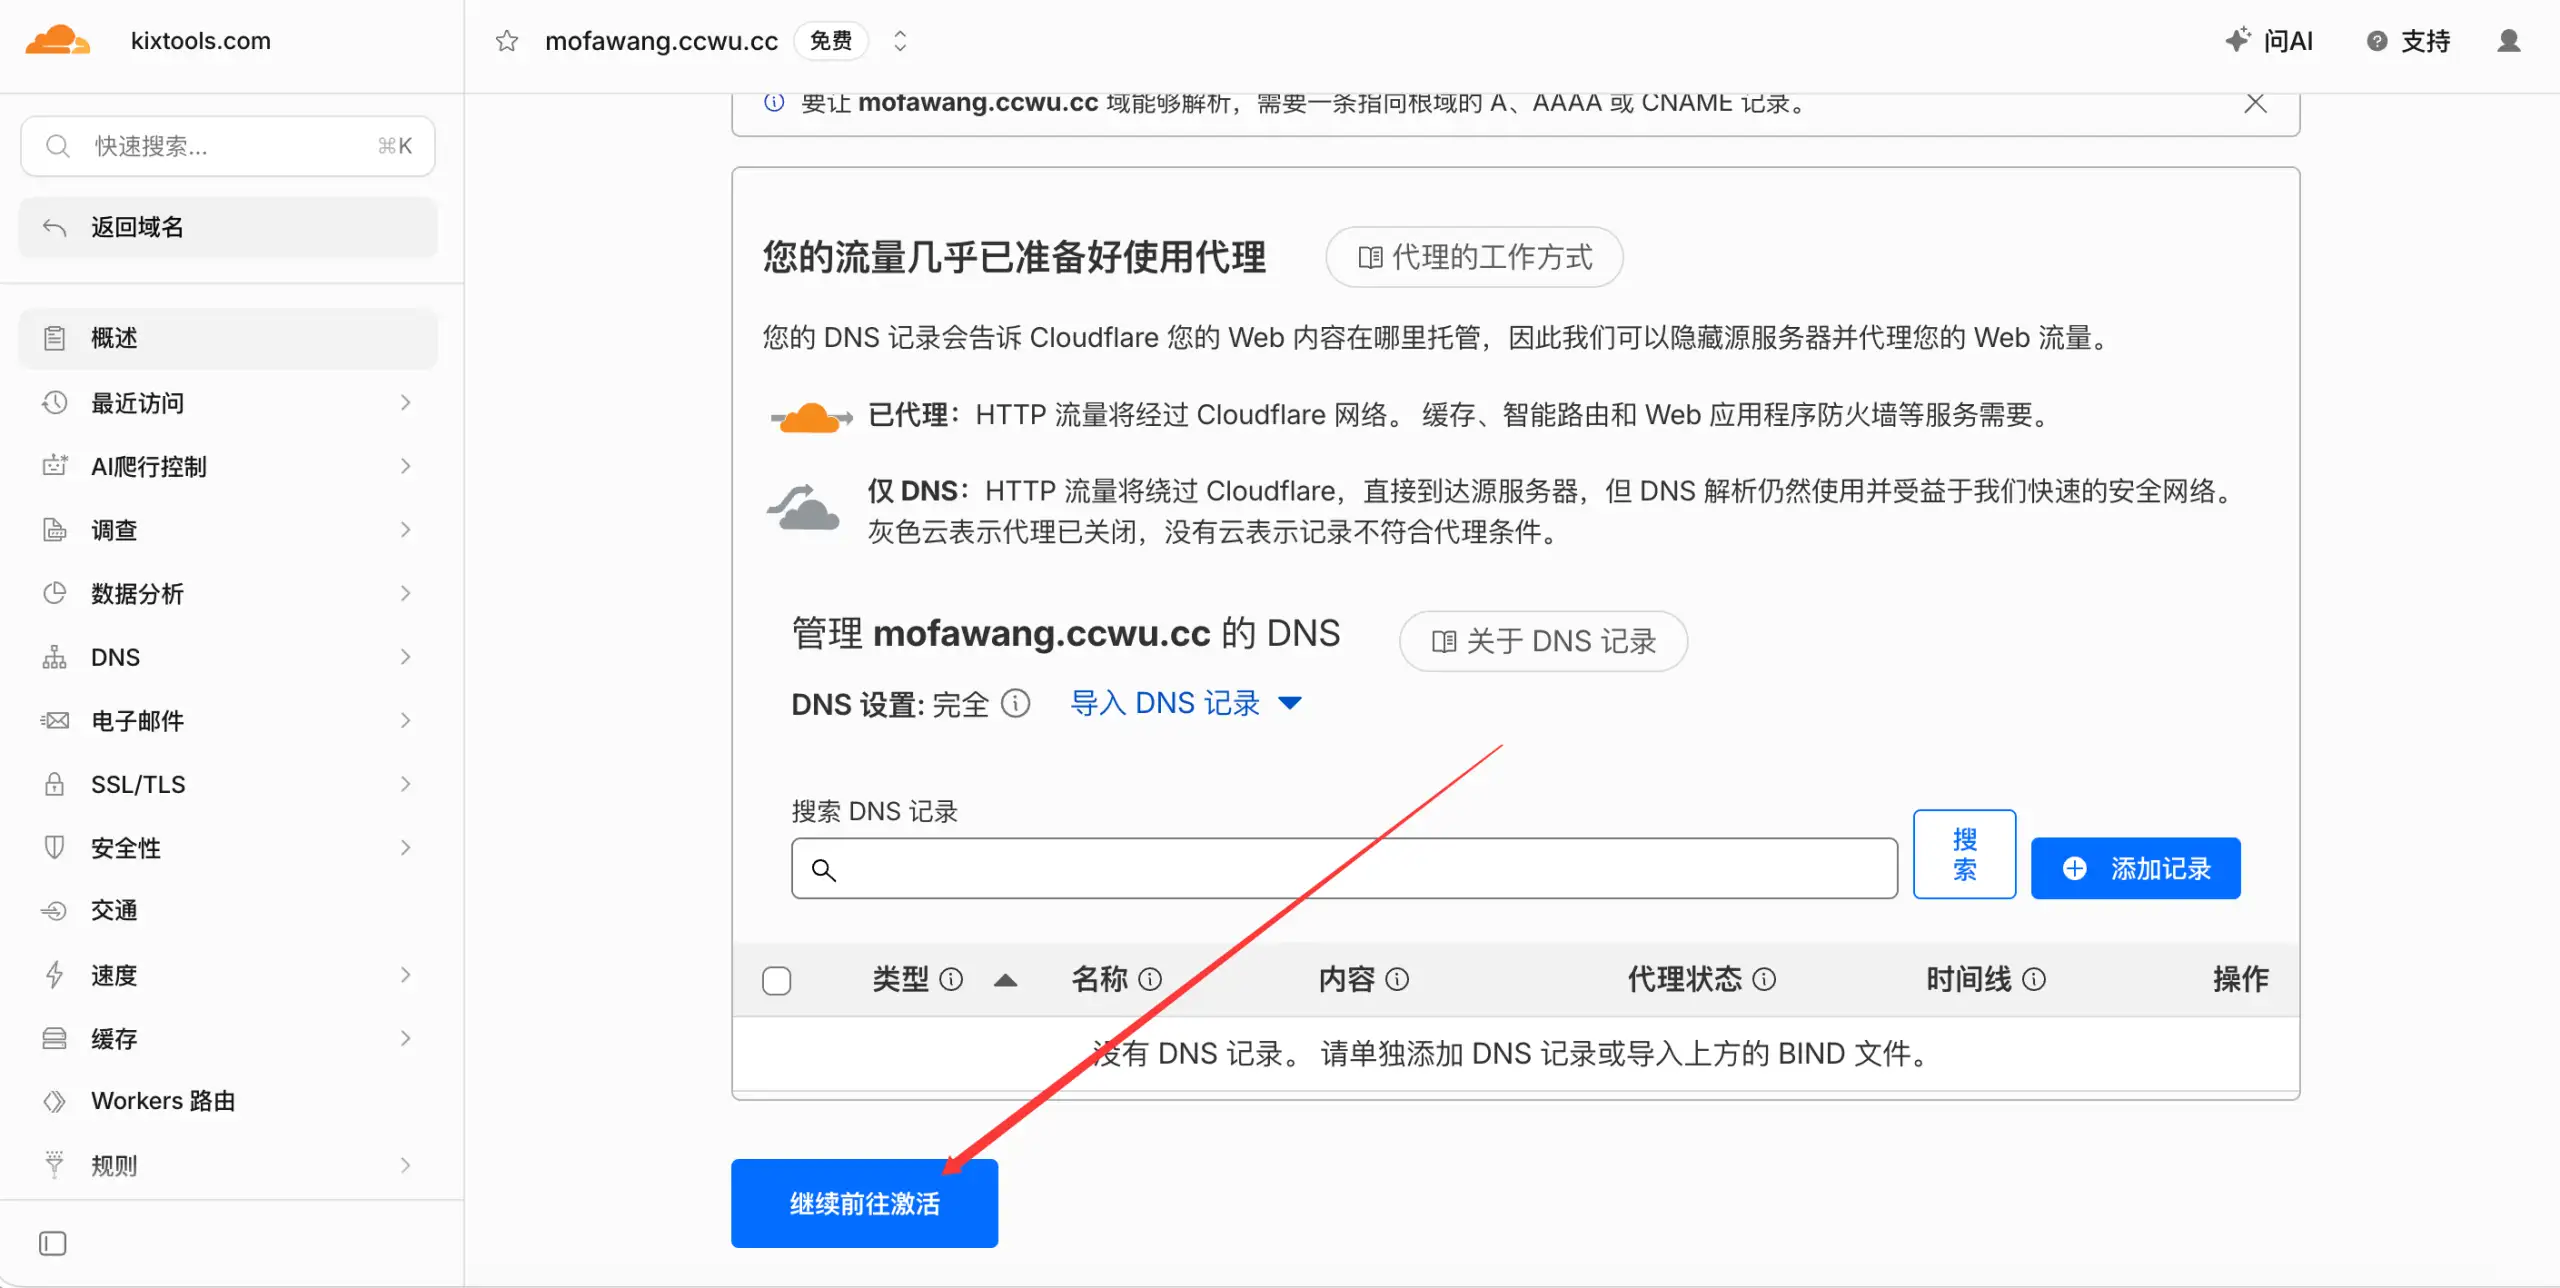 kixtools.com
mofawang.ccwu.cc 免费
问AI
支持
快速搜索... ⌘K
返回域名
概述
最近访问
AI爬行控制
调查
数据分析
DNS
电子邮件
SSL/TLS
安全性
交通
速度
缓存
Workers 路由
规则
要让 mofawang.ccwu.cc 域能够解析，需要一条指向根域的 A、AAAA 或 CNAME 记录。
您的流量几乎已准备好使用代理
代理的工作方式
您的 DNS 记录会告诉 Cloudflare 您的 Web 内容在哪里托管，因此我们可以隐藏源服务器并代理您的 Web 流量。
已代理：HTTP 流量将经过 Cloudflare 网络。 缓存、智能路由和 Web 应用程序防火墙等服务需要。
仅 DNS：HTTP 流量将绕过 Cloudflare，直接到达源服务器，但 DNS 解析仍然使用并受益于我们快速的安全网络。
灰色云表示代理已关闭，没有云表示记录不符合代理条件。
管理 mofawang.ccwu.cc 的 DNS
关于 DNS 记录
DNS 设置: 完全
导入 DNS 记录
搜索 DNS 记录
搜
索
添加记录
类型 名称 内容 代理状态 时间线 操作
没有 DNS 记录。 请单独添加 DNS 记录或导入上方的 BIND 文件。
继续前往激活